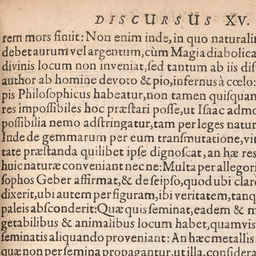 DISCURSUS XV.
rem mors finiit: Non enim inde, in quo naturalin
debet aurum vel argentum, cùm Magia diabolica
divinis locum non inveniat, sed tantum ab iis dis
author ab homine devoto & pio, infernus à cœlo:
pis Philosophicus habeatur, non tamen quisquam
res impossibiles hoc præstari posse, ut Isaac admo
possibilia nemo adstringatur, tam per leges natur
Inde de gemmarum per eum transmutatione, vit
tate præstanda quilibet ipse dignoscat, an hæ res
huic naturæ conveniant nec ne: Multa per allegori
sophos Geber affirmat, & de seipso, quod ubi clarè
dixerit, ubi autem per figuram, ibi veritatem, tanq
paleis absconderit: Quæ quis seminat, eadem & m
getabilibus & animalibus locum habet, quamvis
seminatis aliquando proveniant: An hæc metallis
quæ non per semina propagantur, ut illa, considera